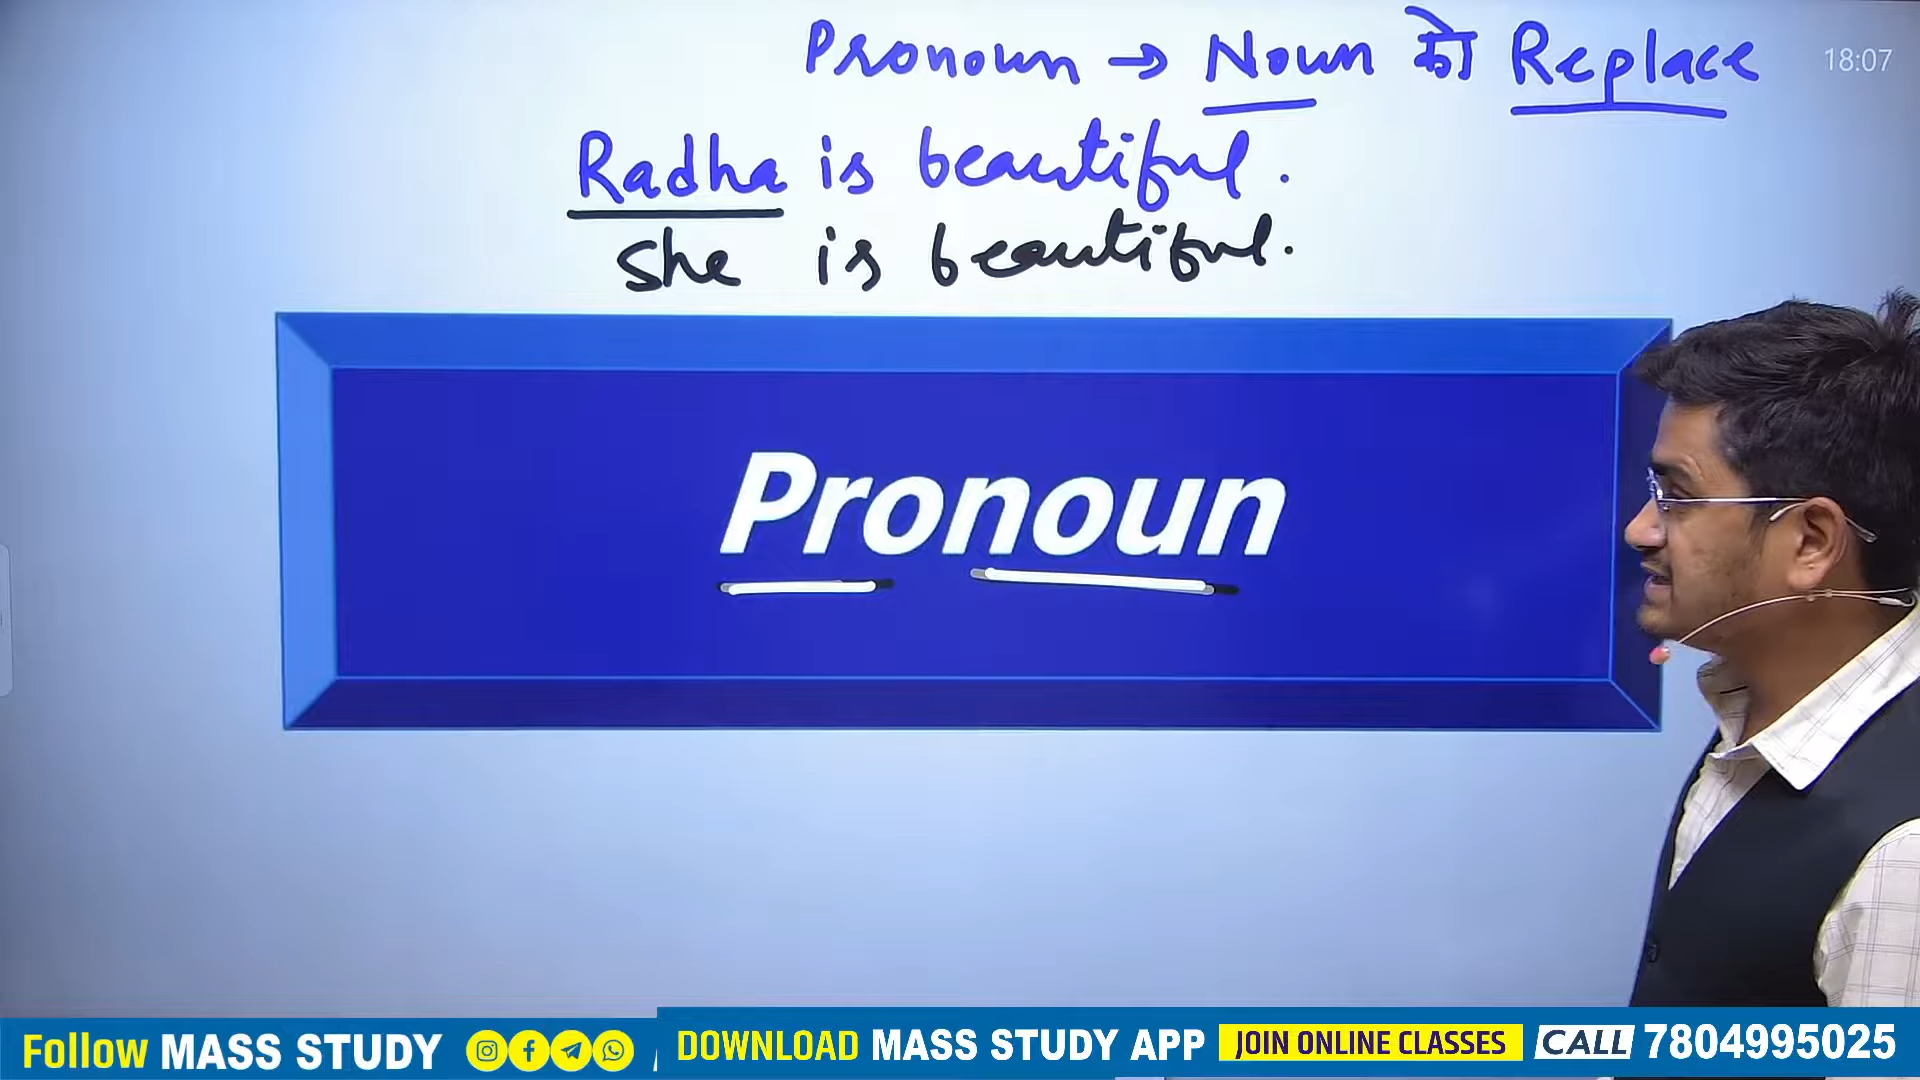 Pronoun → Noun को Replace
18:07
Radha is beautiful.
She is beautiful.
Pronoun
Follow MASS STUDY
DOWNLOAD MASS STUDY APP JOIN ONLINE CLASSES CALL 7804995025